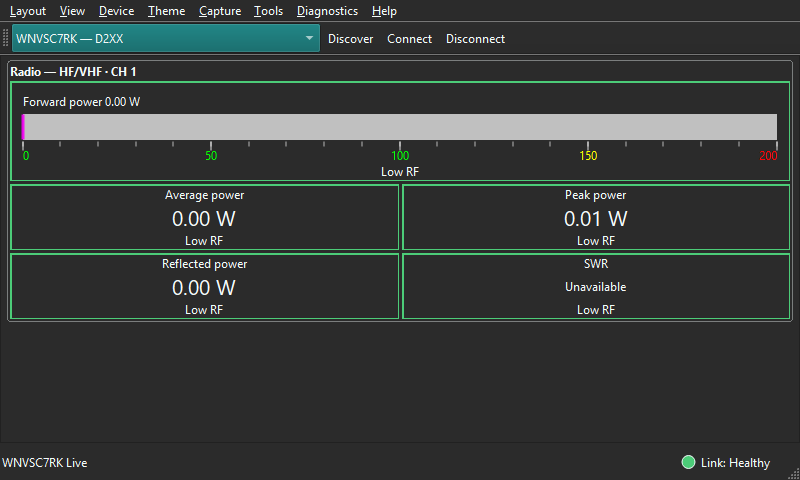 Layout View Device Theme Capture Tools Diagnostics Help
WNVSC7RK — D2XX Discover Connect Disconnect
Radio — HF/VHF · CH 1
Forward power 0.00 W
0 50 100 150 200
Low RF
Average power
0.00 W
Low RF
Peak power
0.01 W
Low RF
Reflected power
0.00 W
Low RF
SWR
Unavailable
Low RF
WNVSC7RK Live
Link: Healthy